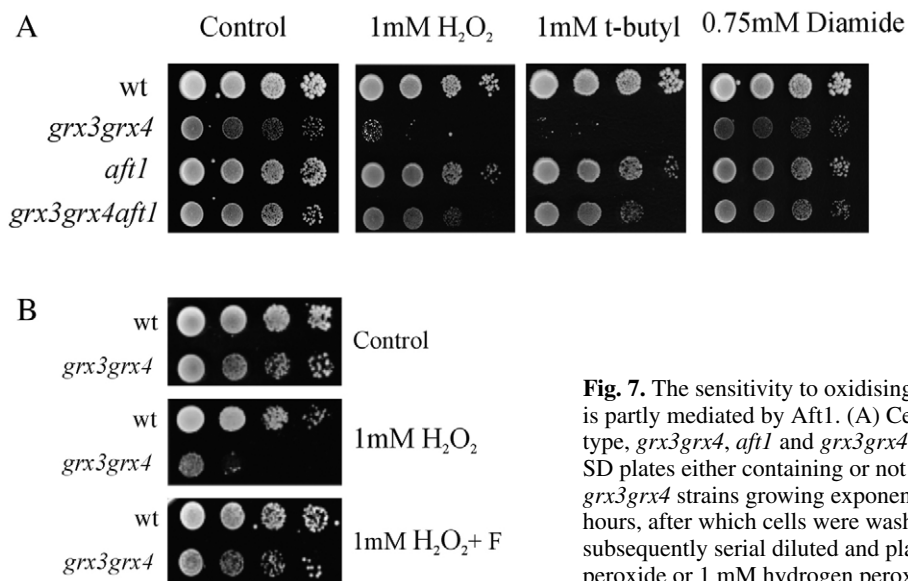 A
Control 1mM H₂O₂ 1mM t-butyl 0.75mM Diamide
wt
grx3grx4
aft1
grx3grx4aft1
B
wt
grx3grx4
Control
wt
grx3grx4
1mM H₂O₂
wt
grx3grx4
1mM H₂O₂+ F
Fig. 7. The sensitivity to oxidising
is partly mediated by Aft1. (A) Ce
type, grx3grx4, aft1 and grx3grx4
SD plates either containing or not
grx3grx4 strains growing exponen
hours, after which cells were wash
subsequently serial diluted and pla
peroxide or 1 mM hydrogen perox